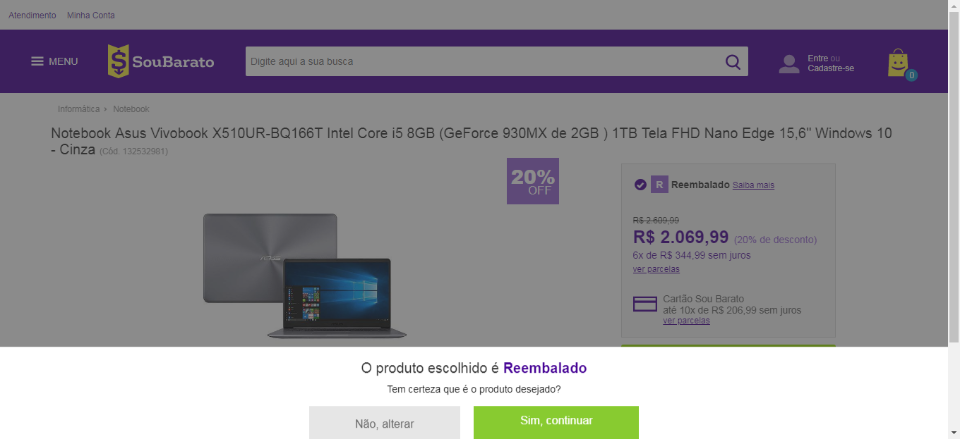 Atendimento Minha Conta
MENU
SouBarato
Digite aqui a sua busca
Entre ou
Cadastre-se
0
Informática › Notebook
Notebook Asus Vivobook X510UR-BQ166T Intel Core i5 8GB (GeForce 930MX de 2GB ) 1TB Tela FHD Nano Edge 15,6" Windows 10
- Cinza (Cód. 132532981)
20%
OFF
R Reembalado Saiba mais
R$ 2.609,99
R$ 2.069,99 (20% de desconto)
6x de R$ 344,99 sem juros
ver parcelas
Cartão Sou Barato
até 10x de R$ 206,99 sem juros
ver parcelas
O produto escolhido é Reembalado
Tem certeza que é o produto desejado?
Não, alterar
Sim, continuar